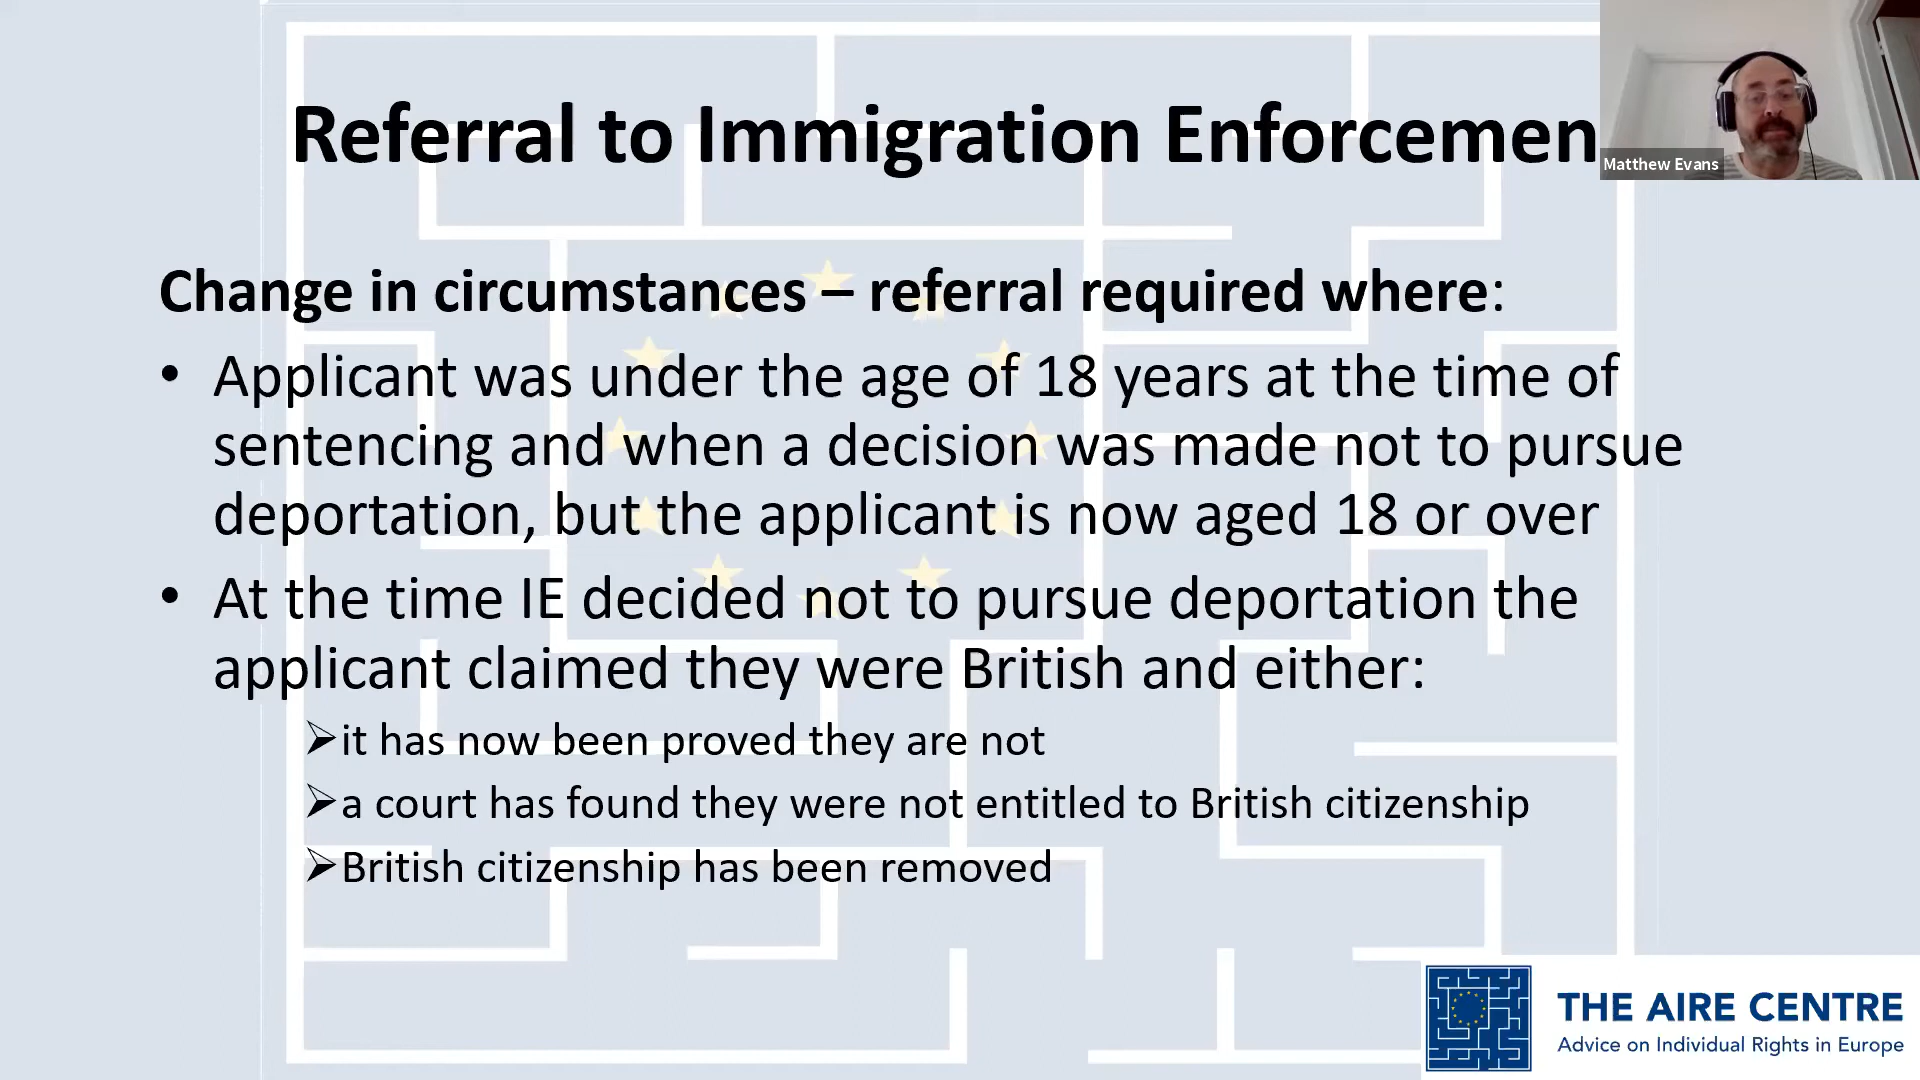 Referral to Immigration Enforcemen
Matthew Evans
Change in circumstances – referral required where:
• Applicant was under the age of 18 years at the time of
sentencing and when a decision was made not to pursue
deportation, but the applicant is now aged 18 or over
• At the time IE decided not to pursue deportation the
applicant claimed they were British and either:
➢it has now been proved they are not
➢a court has found they were not entitled to British citizenship
➢British citizenship has been removed
THE AIRE CENTRE
Advice on Individual Rights in Europe